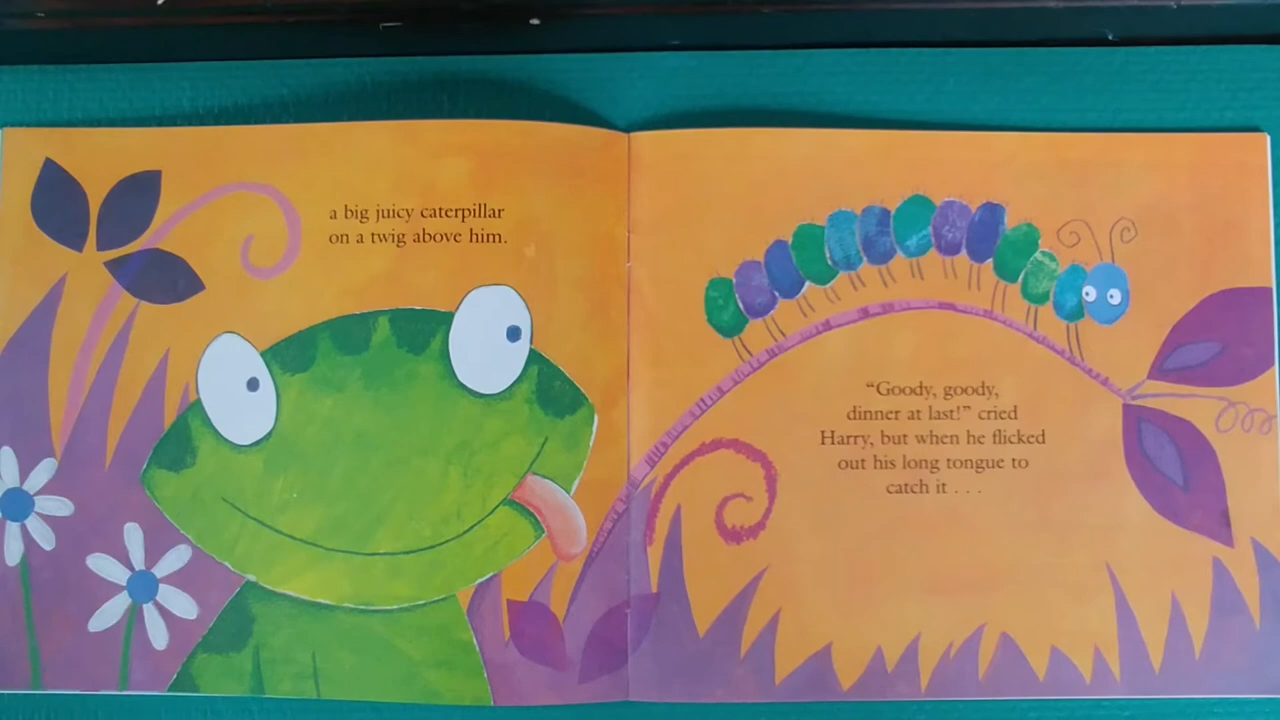 a big juicy caterpillar
on a twig above him.
“Goody, goody,
dinner at last!” cried
Harry, but when he flicked
out his long tongue to
catch it . . .